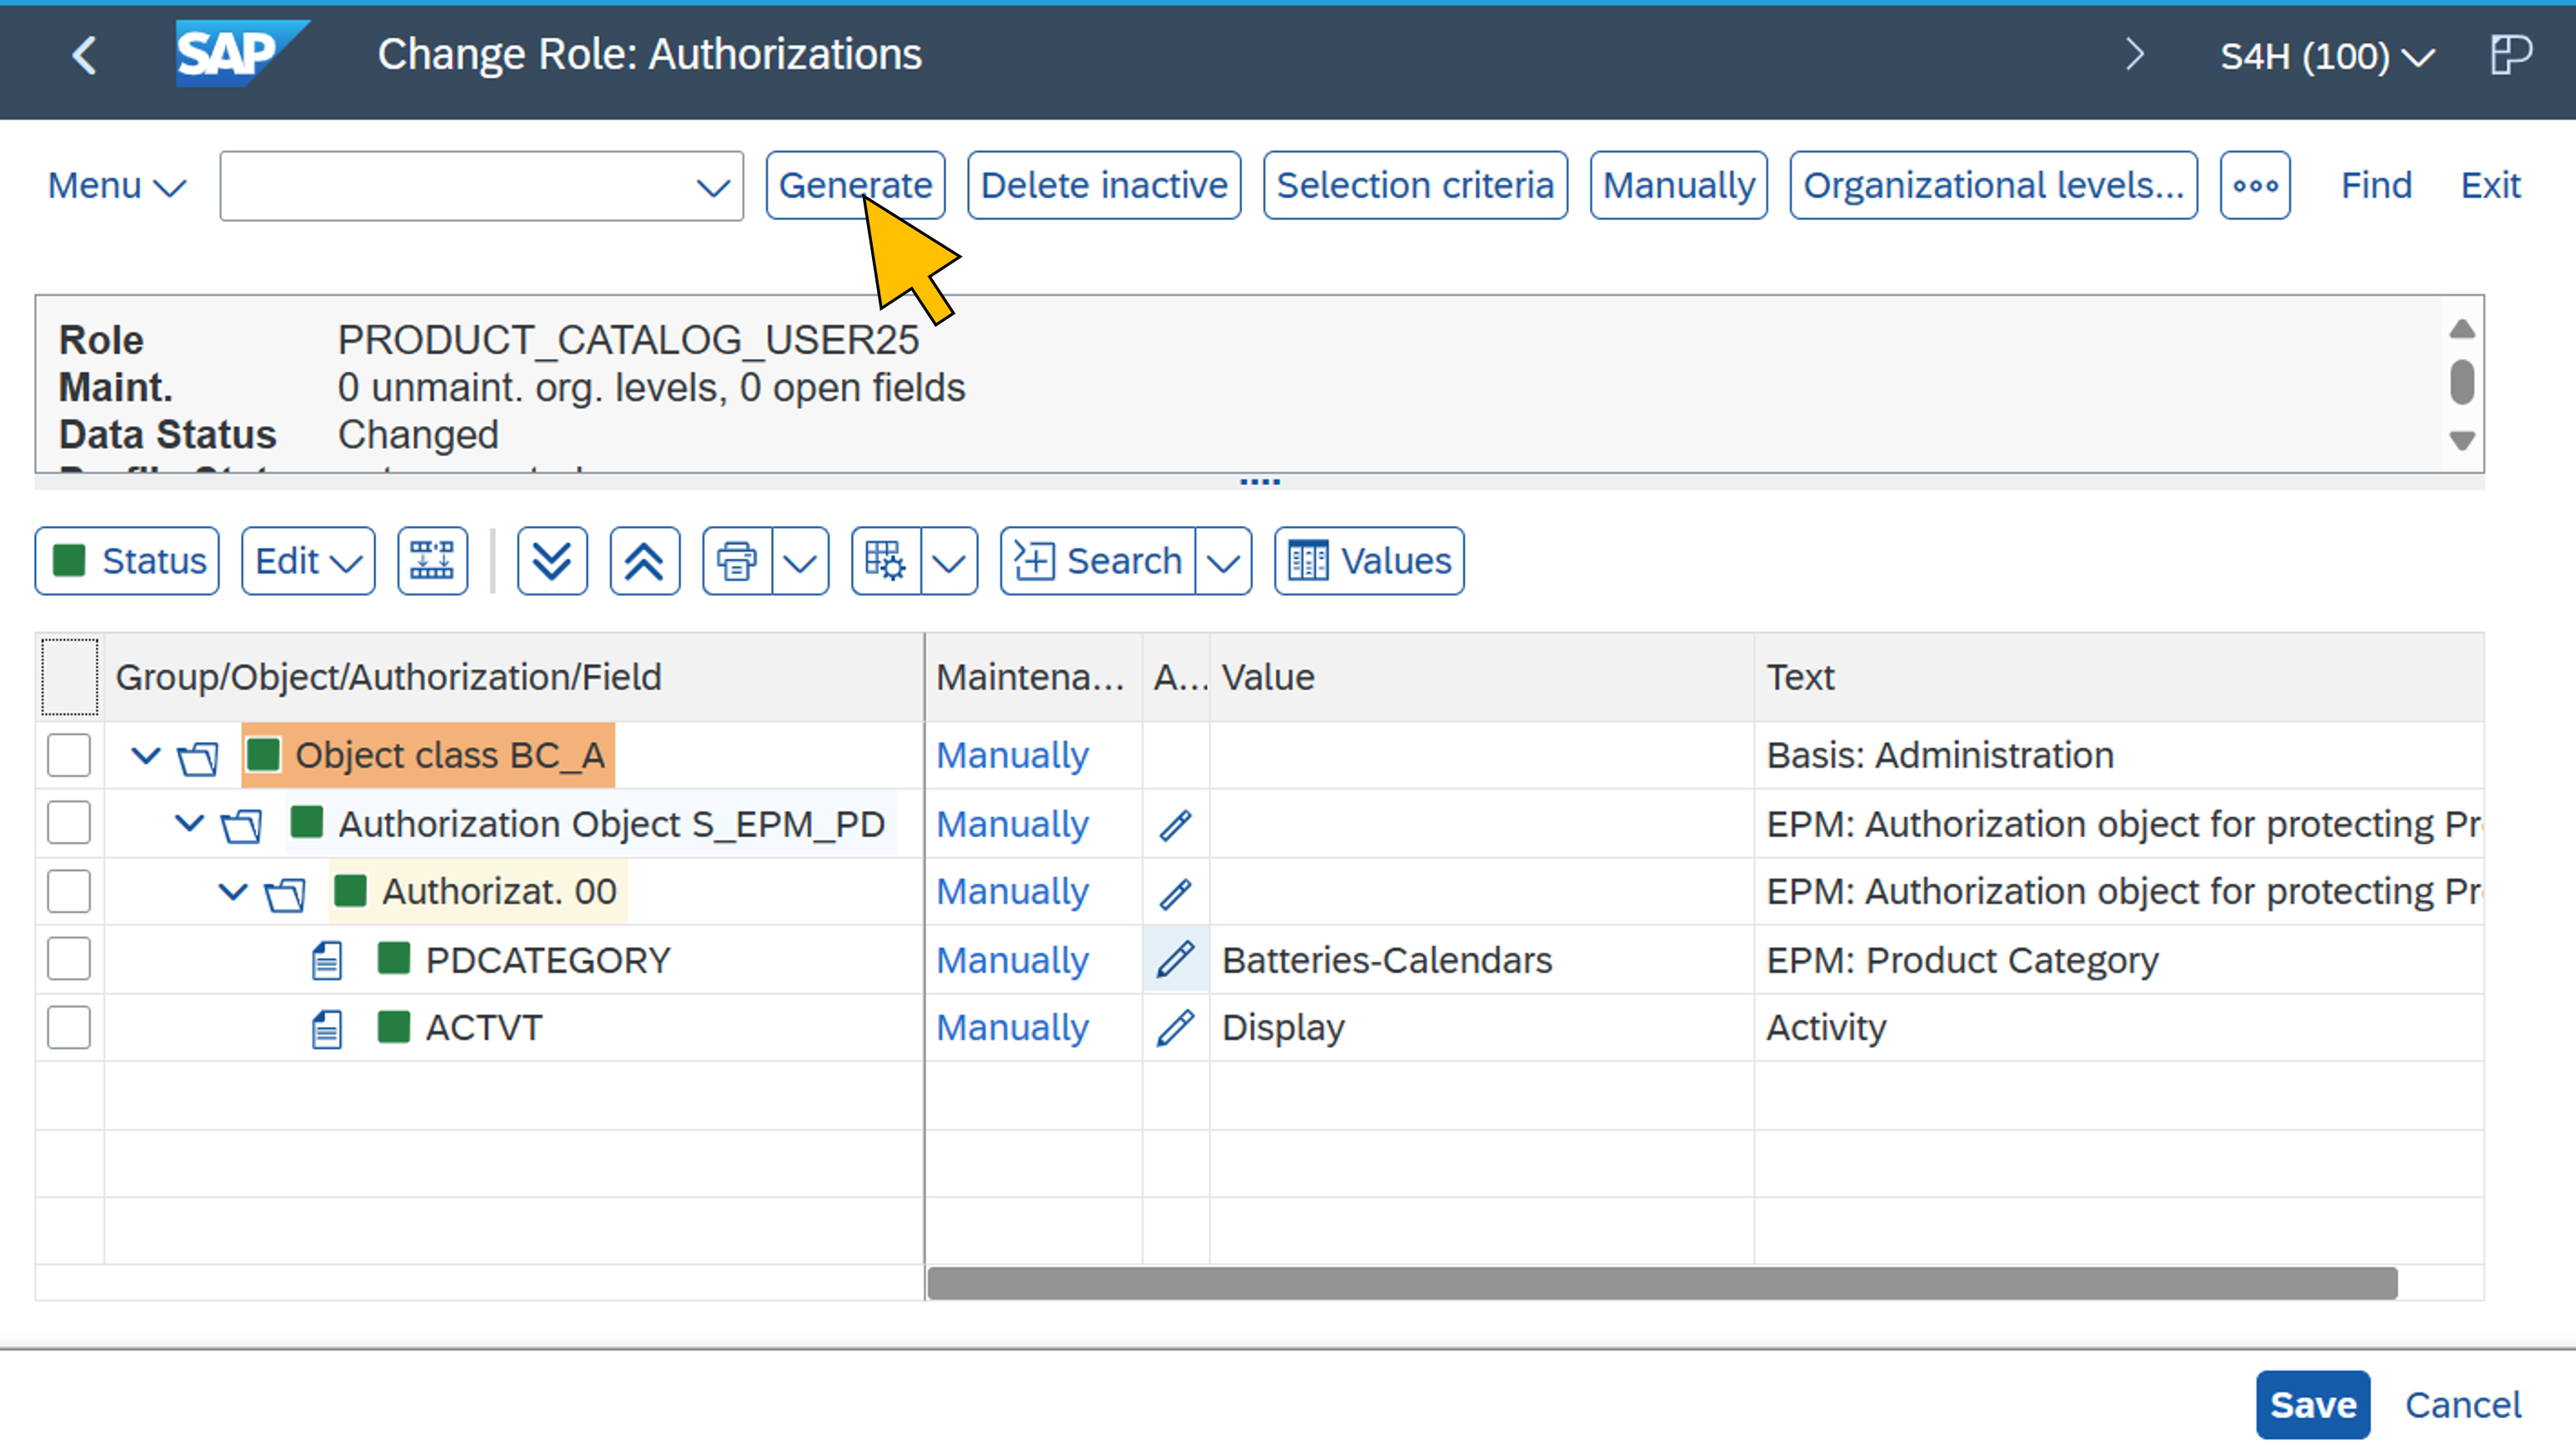 SAP Change Role: Authorizations S4H (100)
Menu Generate Delete inactive Selection criteria Manually Organizational levels... Find Exit
Role PRODUCT_CATALOG_USER25
Maint. 0 unmaint. org. levels, 0 open fields
Data Status Changed
Status Edit Search Values
Group/Object/Authorization/Field Maintena... A... Value Text
Object class BC_A Manually Basis: Administration
Authorization Object S_EPM_PD Manually EPM: Authorization object for protecting Pr
Authorizat. 00 Manually EPM: Authorization object for protecting Pr
PDCATEGORY Manually Batteries-Calendars EPM: Product Category
ACTVT Manually Display Activity
Save Cancel